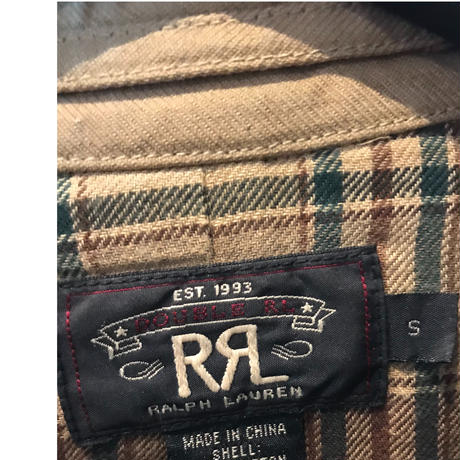 EST. 1993
DOUBLE RL
RRL
RALPH LAUREN
S
MADE IN CHINA
SHELL: